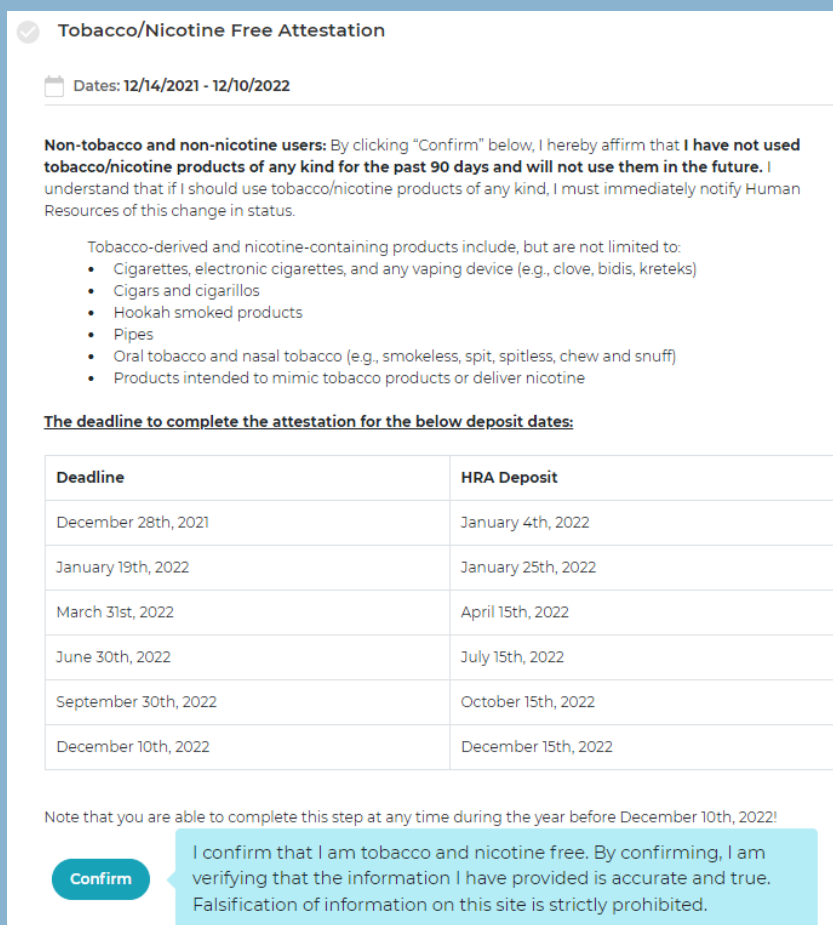 Tobacco/Nicotine Free Attestation
Dates: 12/14/2021 - 12/10/2022
Non-tobacco and non-nicotine users: By clicking “Confirm” below, I hereby affirm that I have not used
tobacco/nicotine products of any kind for the past 90 days and will not use them in the future. I
understand that if I should use tobacco/nicotine products of any kind, I must immediately notify Human
Resources of this change in status.
Tobacco-derived and nicotine-containing products include, but are not limited to:
• Cigarettes, electronic cigarettes, and any vaping device (e.g., clove, bidis, kreteks)
• Cigars and cigarillos
• Hookah smoked products
• Pipes
• Oral tobacco and nasal tobacco (e.g., smokeless, spit, spitless, chew and snuff)
• Products intended to mimic tobacco products or deliver nicotine
The deadline to complete the attestation for the below deposit dates:
Deadline HRA Deposit
December 28th, 2021 January 4th, 2022
January 19th, 2022 January 25th, 2022
March 31st, 2022 April 15th, 2022
June 30th, 2022 July 15th, 2022
September 30th, 2022 October 15th, 2022
December 10th, 2022 December 15th, 2022
Note that you are able to complete this step at any time during the year before December 10th, 2022!
Confirm
I confirm that I am tobacco and nicotine free. By confirming, I am
verifying that the information I have provided is accurate and true.
Falsification of information on this site is strictly prohibited.